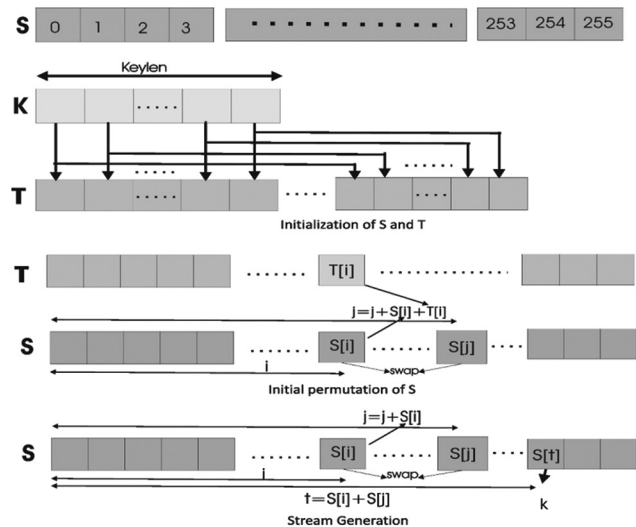 S 0 1 2 3 ............. 253 254 255
Keylen
K .....
..... ......
T ..... ..... ....
Initialization of S and T
T ...... T[i] ............
j=j+S[i]+T[i]
S ...... S[i] ...... S[j] ....
i swap
Initial permutation of S
j=j+S[i]
S ...... S[i] ...... S[j] .... S[t]
i swap
t=S[i]+S[j] k
Stream Generation